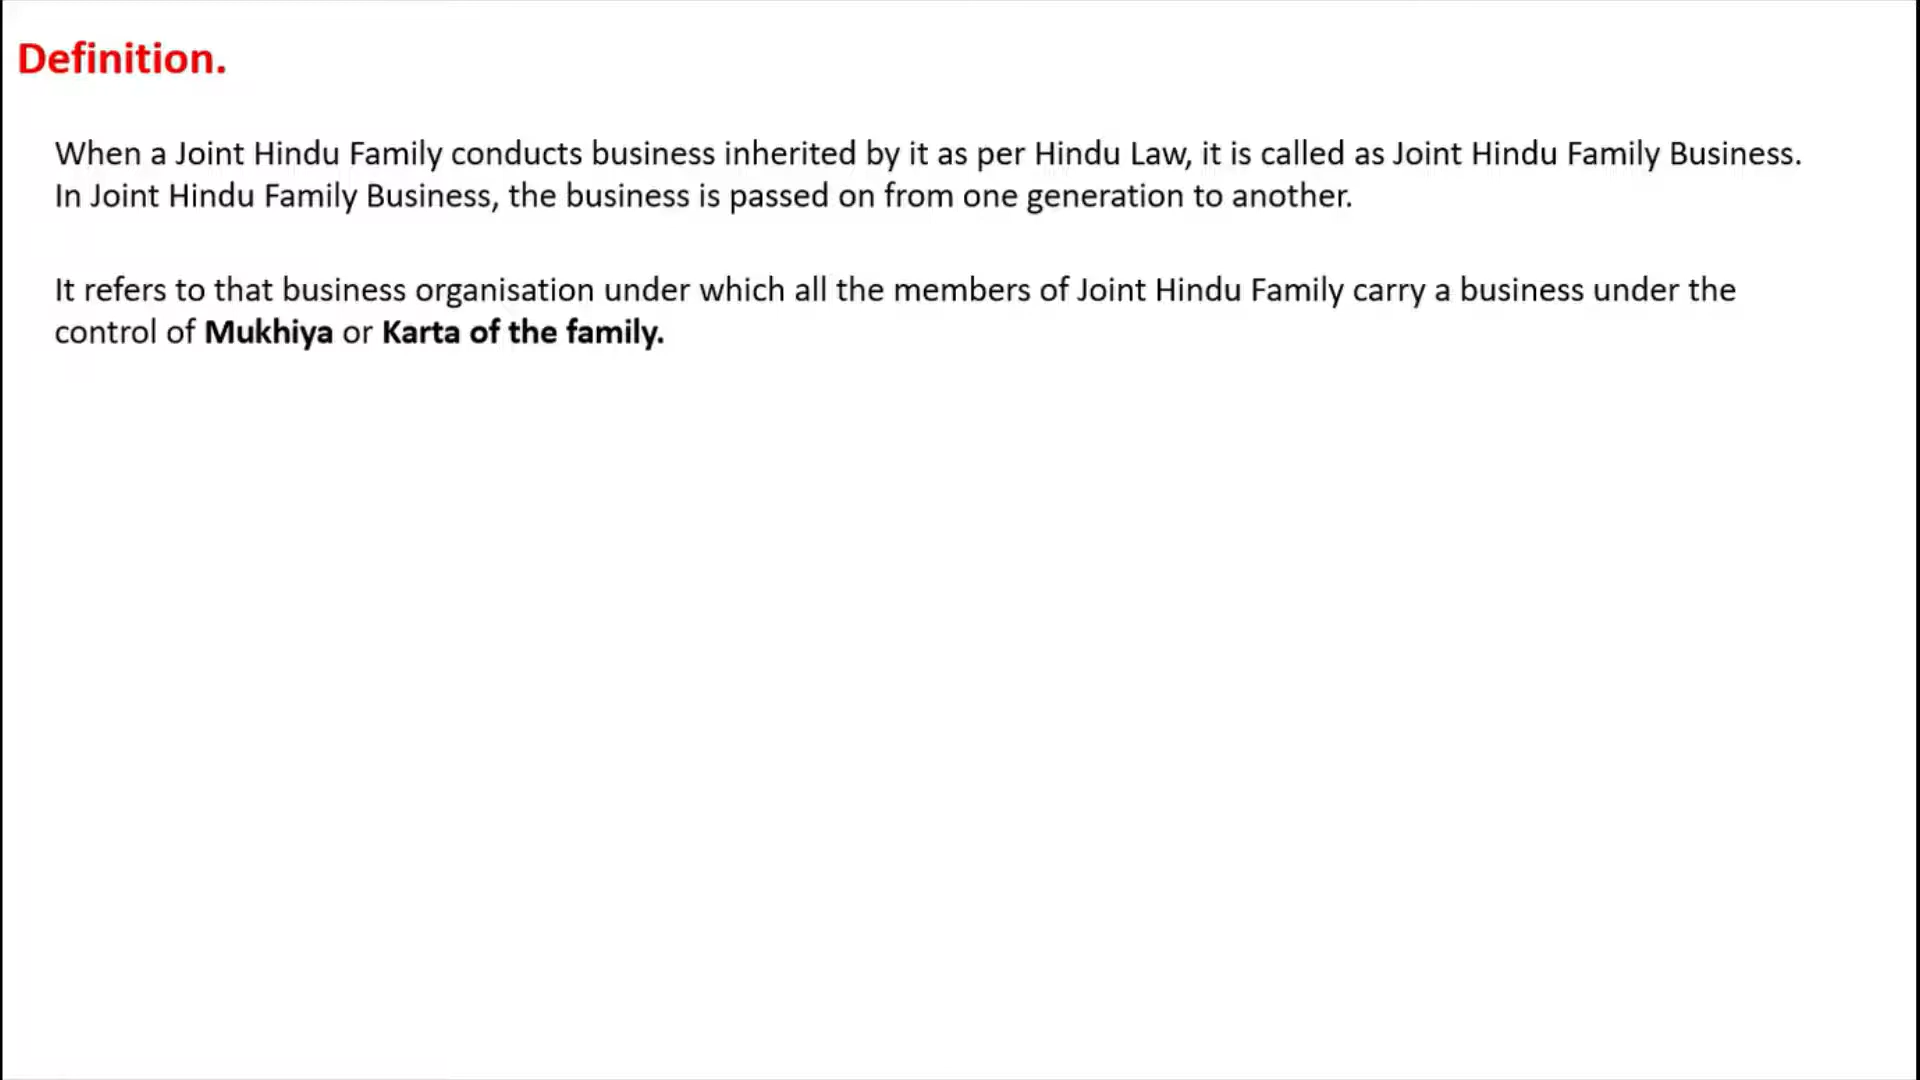 Definition.
When a Joint Hindu Family conducts business inherited by it as per Hindu Law, it is called as Joint Hindu Family Business.
In Joint Hindu Family Business, the business is passed on from one generation to another.
It refers to that business organisation under which all the members of Joint Hindu Family carry a business under the
control of Mukhiya or Karta of the family.